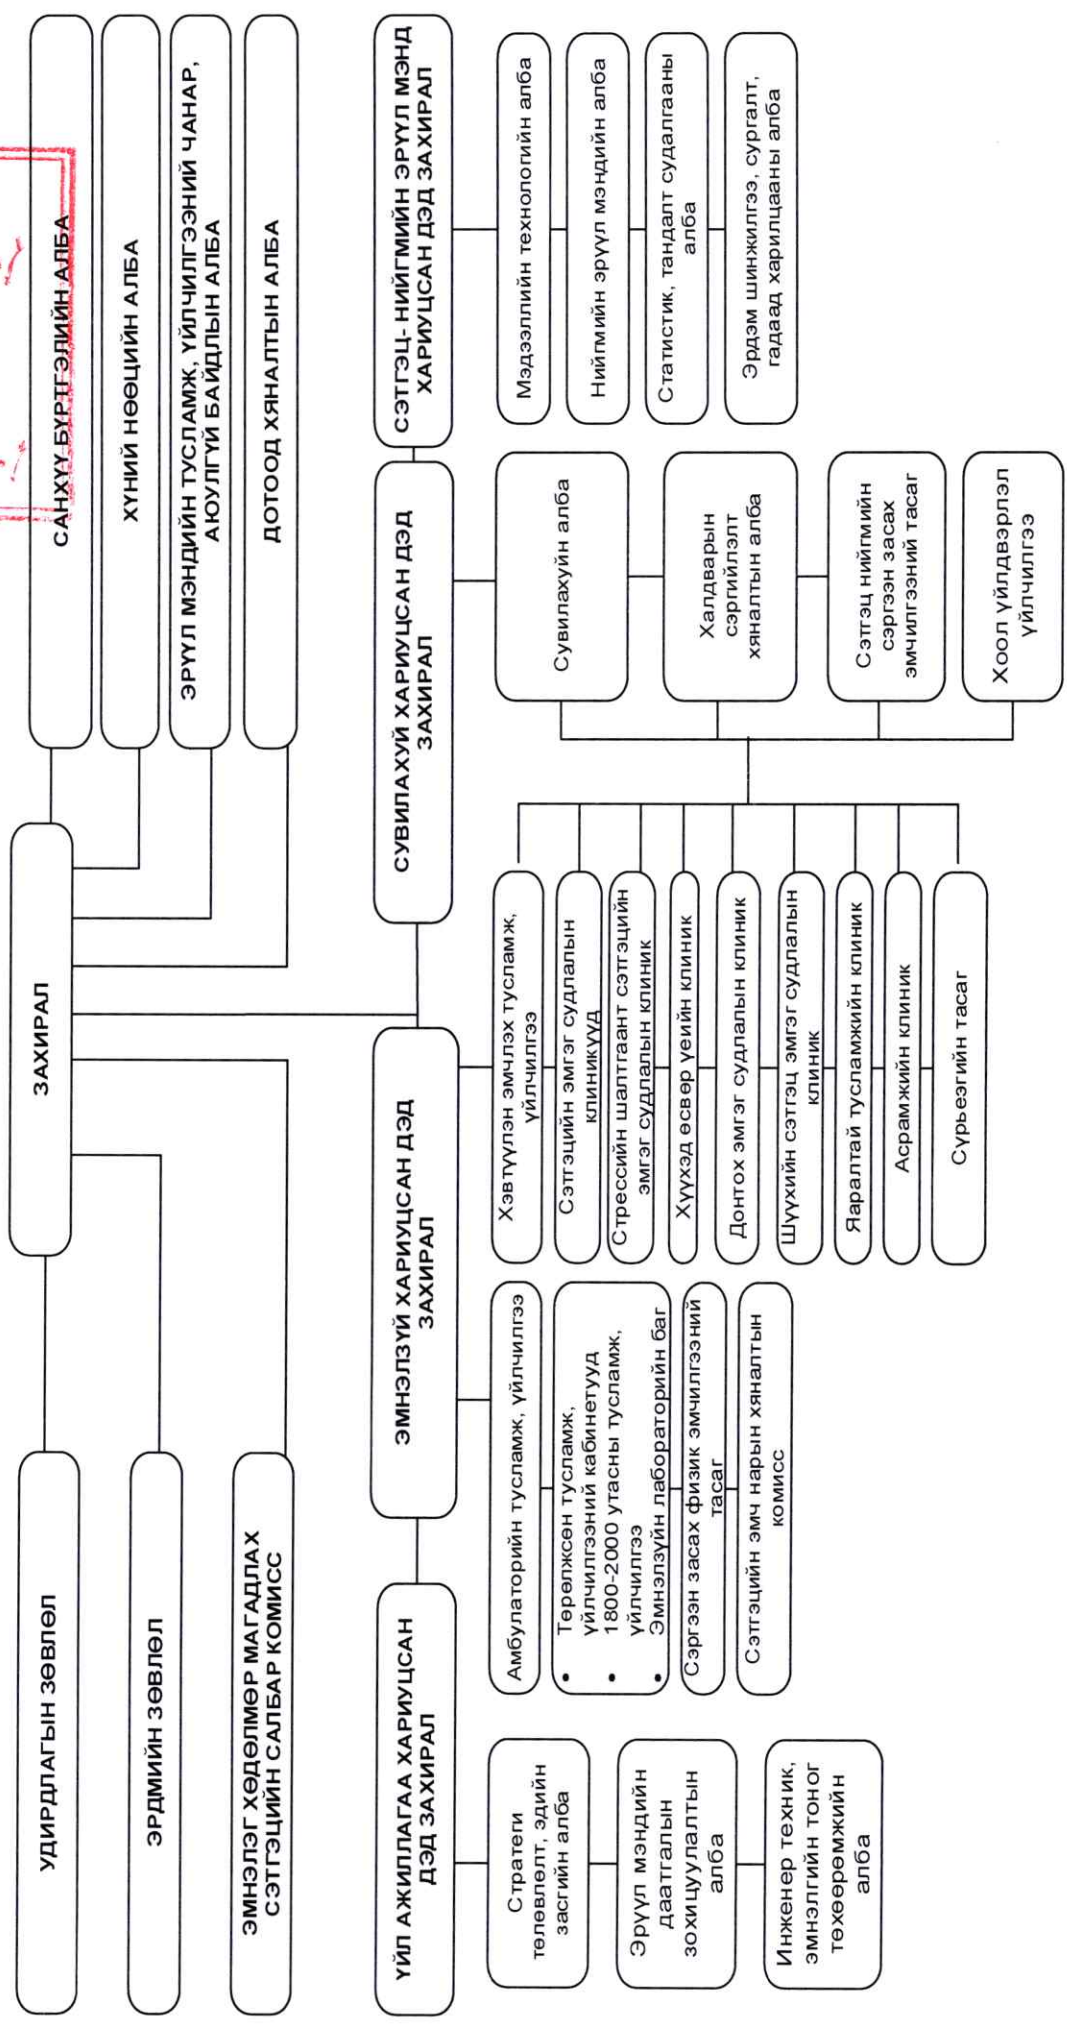 ЗАХИРАЛ
УДИРДЛАГЫН ЗӨВЛӨЛ
ЭРДМИЙН ЗӨВЛӨЛ
ЭМНЭЛЭГ ХӨДӨЛМӨР МАГАДЛАХ
СЭТГЭЦИЙН САЛБАР КОМИСС
САНХҮҮ БҮРТГЭЛИЙН АЛБА
ХҮНИЙ НӨӨЦИЙН АЛБА
ЭРҮҮЛ МЭНДИЙН ТУСЛАМЖ, ҮЙЛЧИЛГЭЭНИЙ ЧАНАР,
АЮУЛГҮЙ БАЙДЛЫН АЛБА
ДОТООД ХЯНАЛТЫН АЛБА
ҮЙЛ АЖИЛЛАГАА ХАРИУЦСАН
ДЭД ЗАХИРАЛ
Стратеги
төлөвлөлт, эдийн
засгийн алба
Эрүүл мэндийн
даатгалын
зохицуулалтын
алба
Инженер техник,
эмнэлгийн тоног
төхөөрөмжийн
алба
ЭМНЭЛЗҮЙ ХАРИУЦСАН ДЭД
ЗАХИРАЛ
Амбулаторийн тусламж, үйлчилгээ
• Төрөлжсөн тусламж,
үйлчилгээний кабинетууд
• 1800-2000 утасны тусламж,
үйлчилгээ
• Эмнэлзүйн лабораторийн баг
Сэргээн засах физик эмчилгээний
тасаг
Сэтгэцийн эмч нарын хяналтын
комисс
Хэвтүүлэн эмчлэх тусламж,
үйлчилгээ
Сэтгэцийн эмгэг судлалын
клиникүүд
Стрессийн шалтгаант сэтгэцийн
эмгэг судлалын клиник
Хүүхэд өсвөр үеийн клиник
Донтох эмгэг судлалын клиник
Шүүхийн сэтгэц эмгэг судлалын
клиник
Яаралтай тусламжийн клиник
Асрамжийн клиник
Сүрьеэгийн тасаг
СУВИЛАХУЙ ХАРИУЦСАН ДЭД
ЗАХИРАЛ
Сувилахуйн алба
Халдварын
сэргийлэлт
хяналтын алба
Сэтгэц нийгмийн
сэргээн засах
эмчилгээний тасаг
Хоол үйлдвэрлэл
үйлчилгээ
СЭТГЭЦ- НИЙГМИЙН ЭРҮҮЛ МЭНД
ХАРИУЦСАН ДЭД ЗАХИРАЛ
Мэдээллийн технологийн алба
Нийгмийн эрүүл мэндийн алба
Статистик, тандалт судалгааны
алба
Эрдэм шинжилгээ, сургалт,
гадаад харилцааны алба